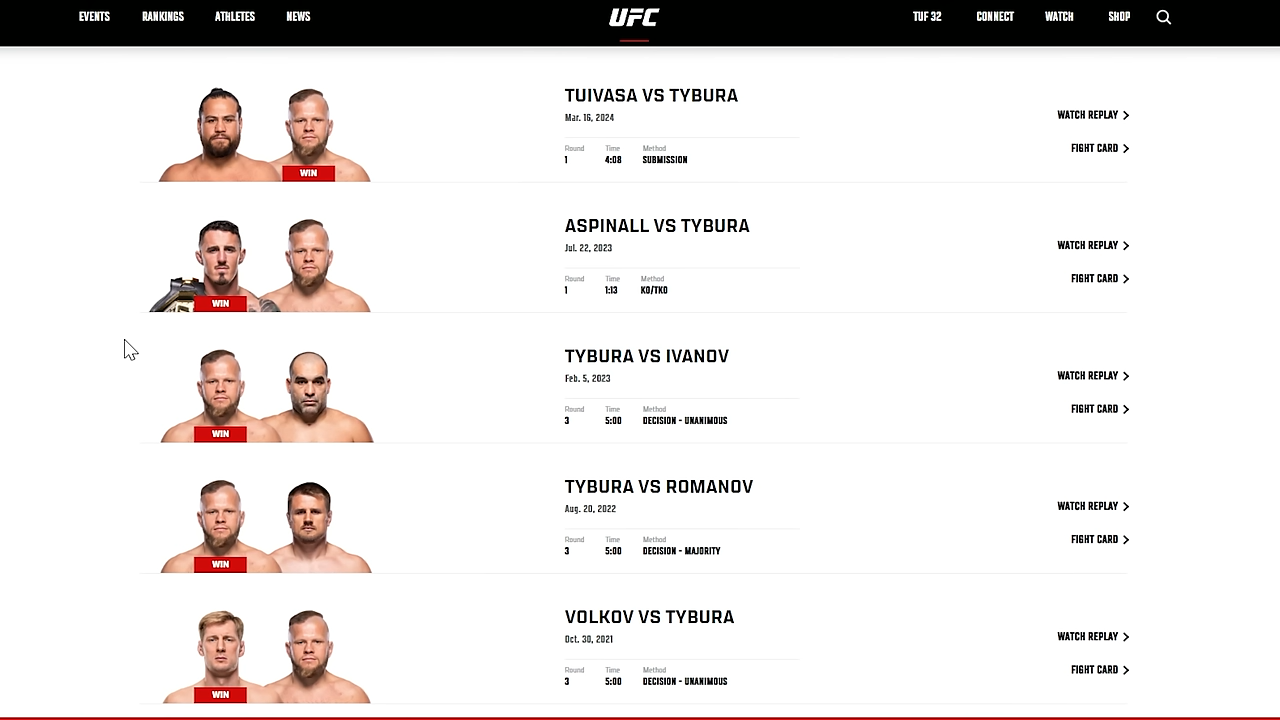 EVENTS RANKINGS ATHLETES NEWS UFC TUF 32 CONNECT WATCH SHOP
TUIVASA VS TYBURA
Mar. 16, 2024
WATCH REPLAY
Round Time Method
1 4:08 SUBMISSION
FIGHT CARD
WIN
ASPINALL VS TYBURA
Jul. 22, 2023
WATCH REPLAY
Round Time Method
1 1:13 KO/TKO
FIGHT CARD
WIN
TYBURA VS IVANOV
Feb. 5, 2023
WATCH REPLAY
Round Time Method
3 5:00 DECISION - UNANIMOUS
FIGHT CARD
WIN
TYBURA VS ROMANOV
Aug. 20, 2022
WATCH REPLAY
Round Time Method
3 5:00 DECISION - MAJORITY
FIGHT CARD
WIN
VOLKOV VS TYBURA
Oct. 30, 2021
WATCH REPLAY
Round Time Method
3 5:00 DECISION - UNANIMOUS
FIGHT CARD
WIN